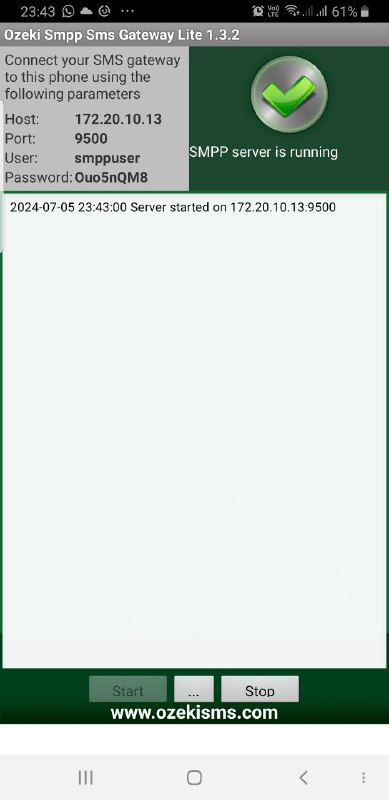 23:43 ... Vo)) LTE 61%
Ozeki Smpp Sms Gateway Lite 1.3.2
Connect your SMS gateway
to this phone using the
following parameters
Host: 172.20.10.13
Port: 9500
User: smppuser
Password: Ouo5nQM8
SMPP server is running
2024-07-05 23:43:00 Server started on 172.20.10.13:9500
Start ... Stop
www.ozekisms.com